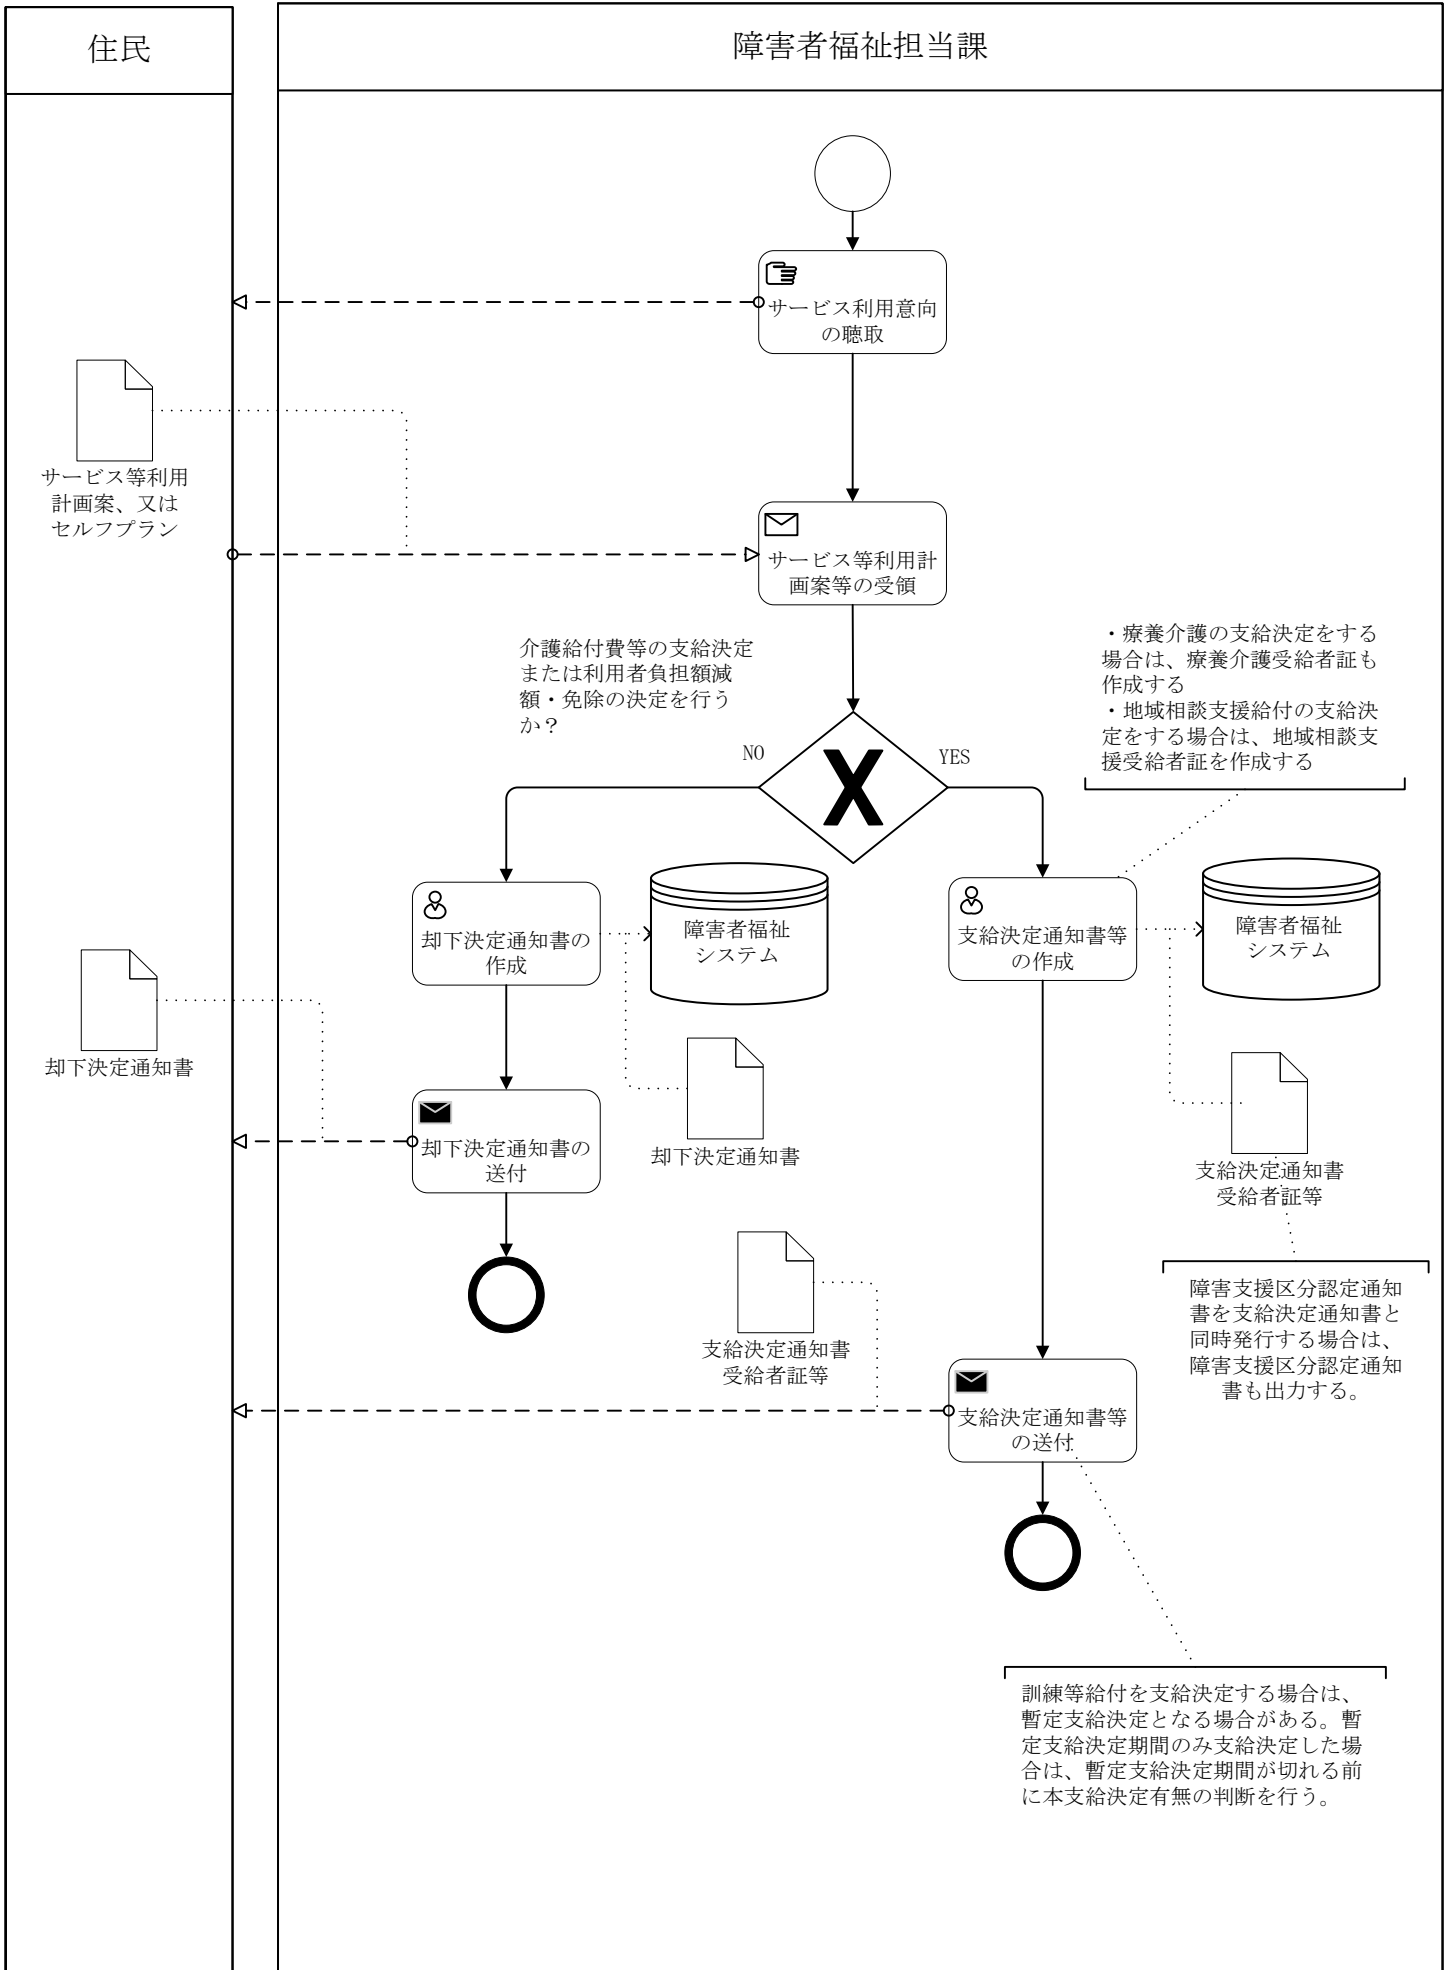 住民
障害者福祉担当課
サービス利用意向
の聴取
サービス等利用
計画案、又は
セルフプラン
サービス等利用計
画案等の受領
介護給付費等の支給決定
または利用者負担額減
額・免除の決定を行う
か？
・療養介護の支給決定をする
場合は、療養介護受給者証も
作成する
・地域相談支援給付の支給決
定をする場合は、地域相談支
援受給者証を作成する
NO
YES
却下決定通知書の
作成
障害者福祉
システム
支給決定通知書等
の作成
障害者福祉
システム
却下決定通知書
却下決定通知書の
送付
却下決定通知書
支給決定通知書
受給者証等
支給決定通知書
受給者証等
障害支援区分認定通知
書を支給決定通知書と
同時発行する場合は、
障害支援区分認定通知
書も出力する。
支給決定通知書等
の送付
訓練等給付を支給決定する場合は、
暫定支給決定となる場合がある。暫
定支給決定期間のみ支給決定した場
合は、暫定支給決定期間が切れる前
に本支給決定有無の判断を行う。